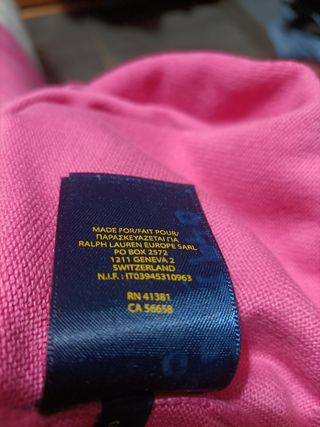 MADE FOR/FAIT POUR/
ΠΑΡΑΣΚΕΥΑΖΕΤΑΙ ΓΙΑ
RALPH LAUREN EUROPE SARL
PO BOX 2572
1211 GENEVA 2
SWITZERLAND
N.I.F. : IT03945310963
RN 41381
CA 56658